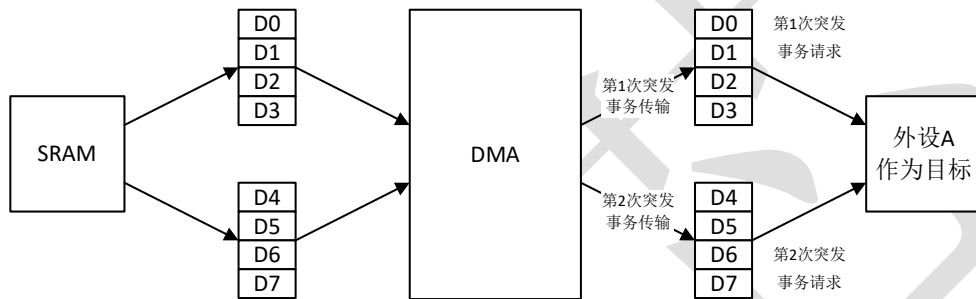 D0
D1
D2
D3
SRAM
D4
D5
D6
D7
DMA
第1次突发
事务传输
第2次突发
事务传输
D0
D1
D2
D3
第1次突发
事务请求
D4
D5
D6
D7
第2次突发
事务请求
外设A
作为目标